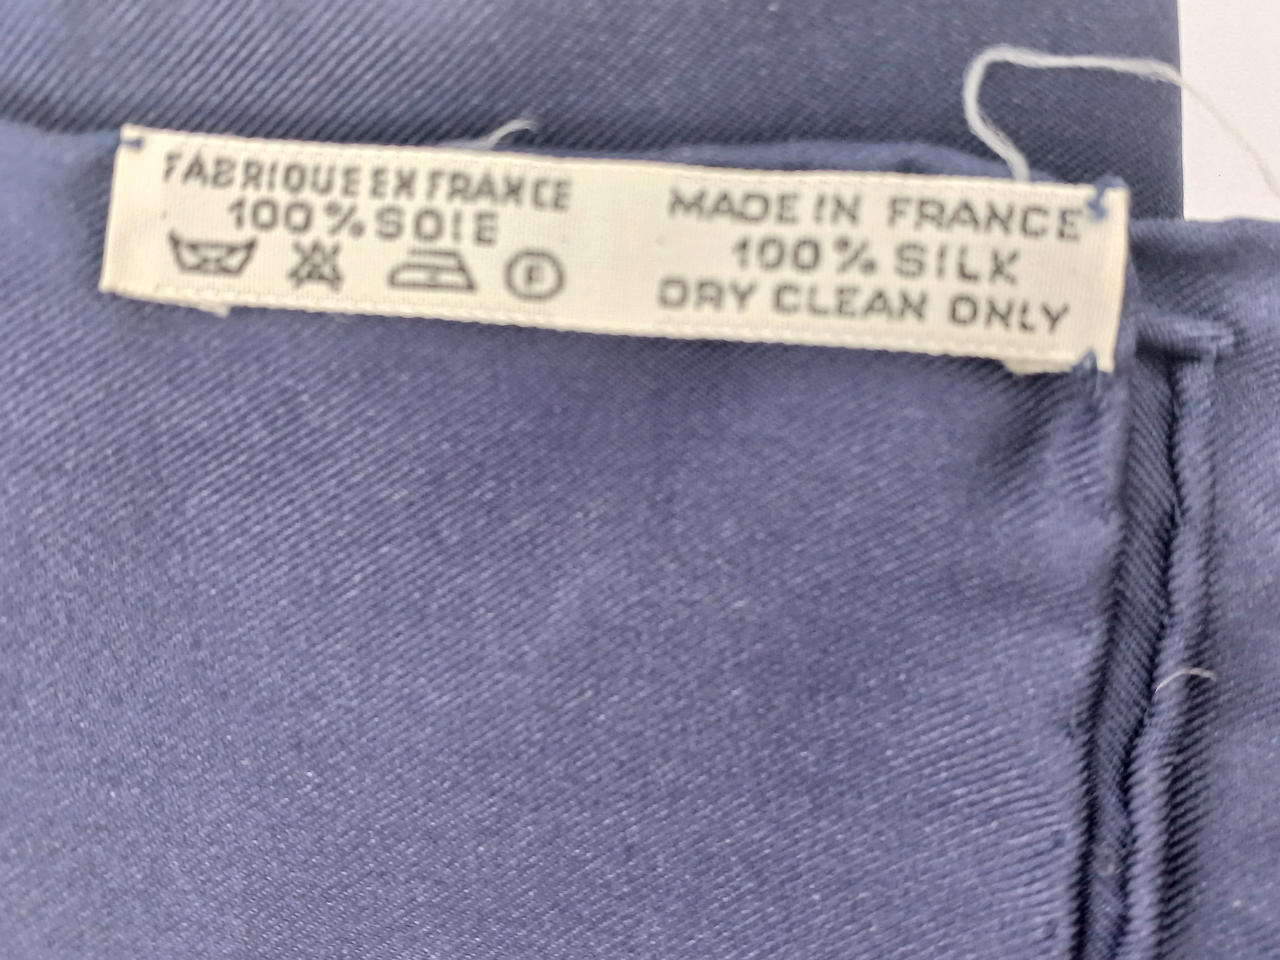 FABRIQUE EN FRANCE
100% SOIE
F
MADE IN FRANCE
100% SILK
DRY CLEAN ONLY